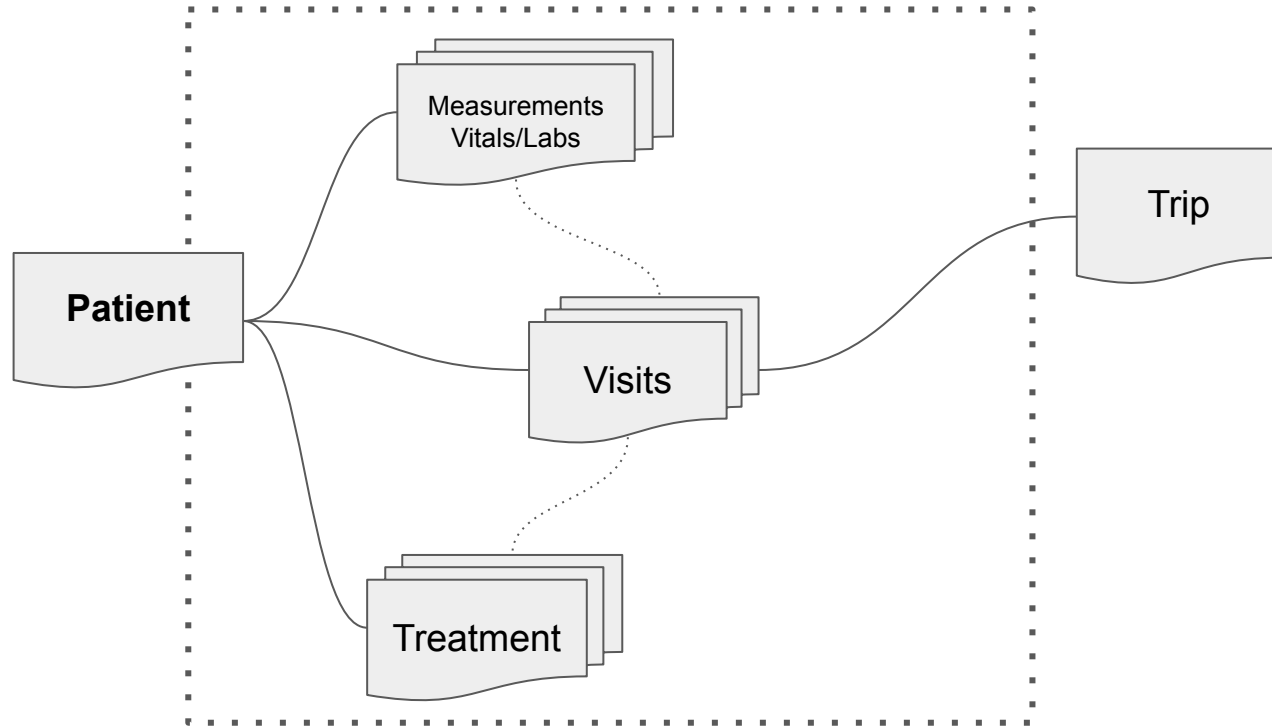 Measurements
Vitals/Labs
Trip
Patient
Visits
Treatment